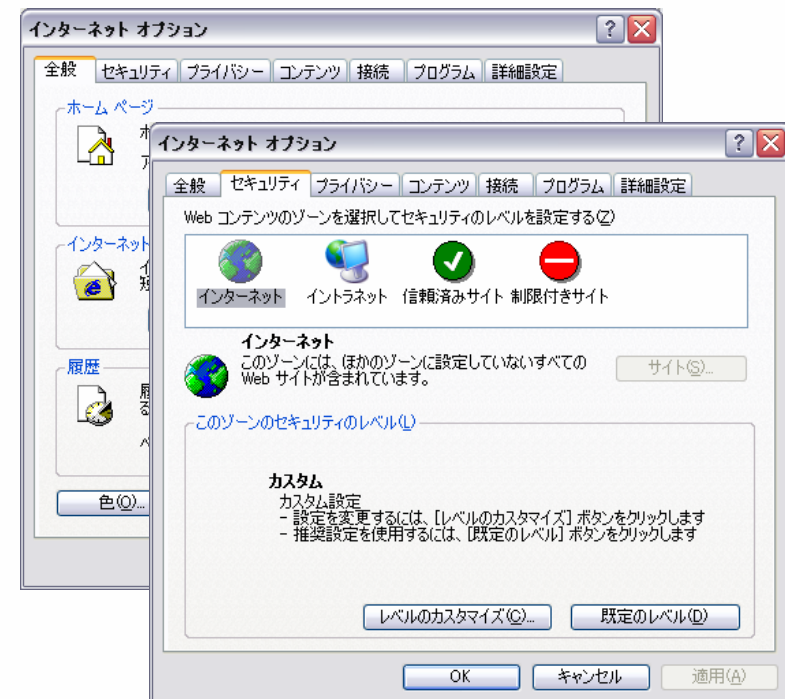 インターネット オプション
全般 セキュリティ プライバシー コンテンツ 接続 プログラム 詳細設定
ホーム ページ
インターネット
履歴
色(O)...
インターネット オプション
全般 セキュリティ プライバシー コンテンツ 接続 プログラム 詳細設定
Web コンテンツのゾーンを選択してセキュリティのレベルを設定する(Z)
インターネット イントラネット 信頼済みサイト 制限付きサイト
インターネット
このゾーンには、ほかのゾーンに設定していないすべての
Web サイトが含まれています。
サイト(S)...
このゾーンのセキュリティのレベル(L)
カスタム
カスタム設定
- 設定を変更するには、[レベルのカスタマイズ] ボタンをクリックします
- 推奨設定を使用するには、[既定のレベル] ボタンをクリックします
レベルのカスタマイズ(C)... 既定のレベル(D)
OK キャンセル 適用(A)